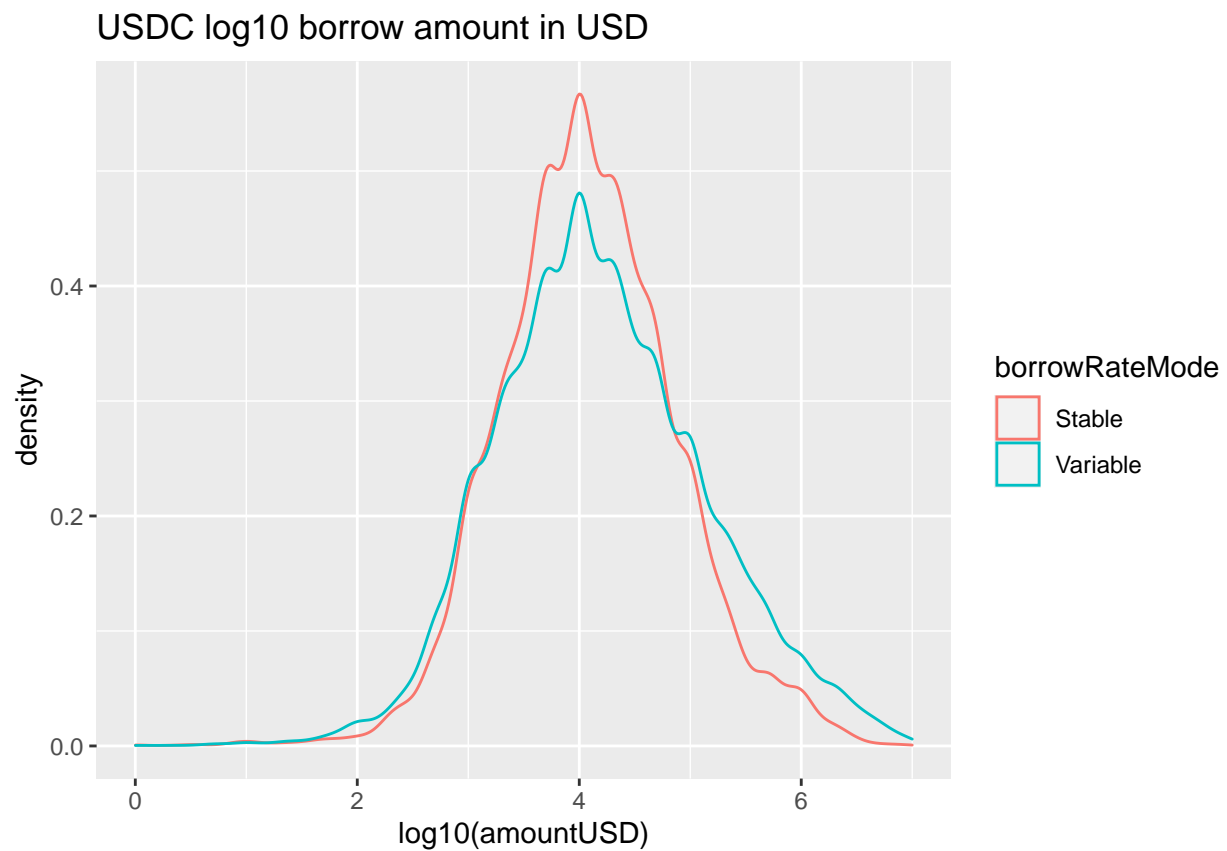 USDC log10 borrow amount in USD
density
0.4
0.2
0.0
0 2 4 6
log10(amountUSD)
borrowRateMode
Stable
Variable